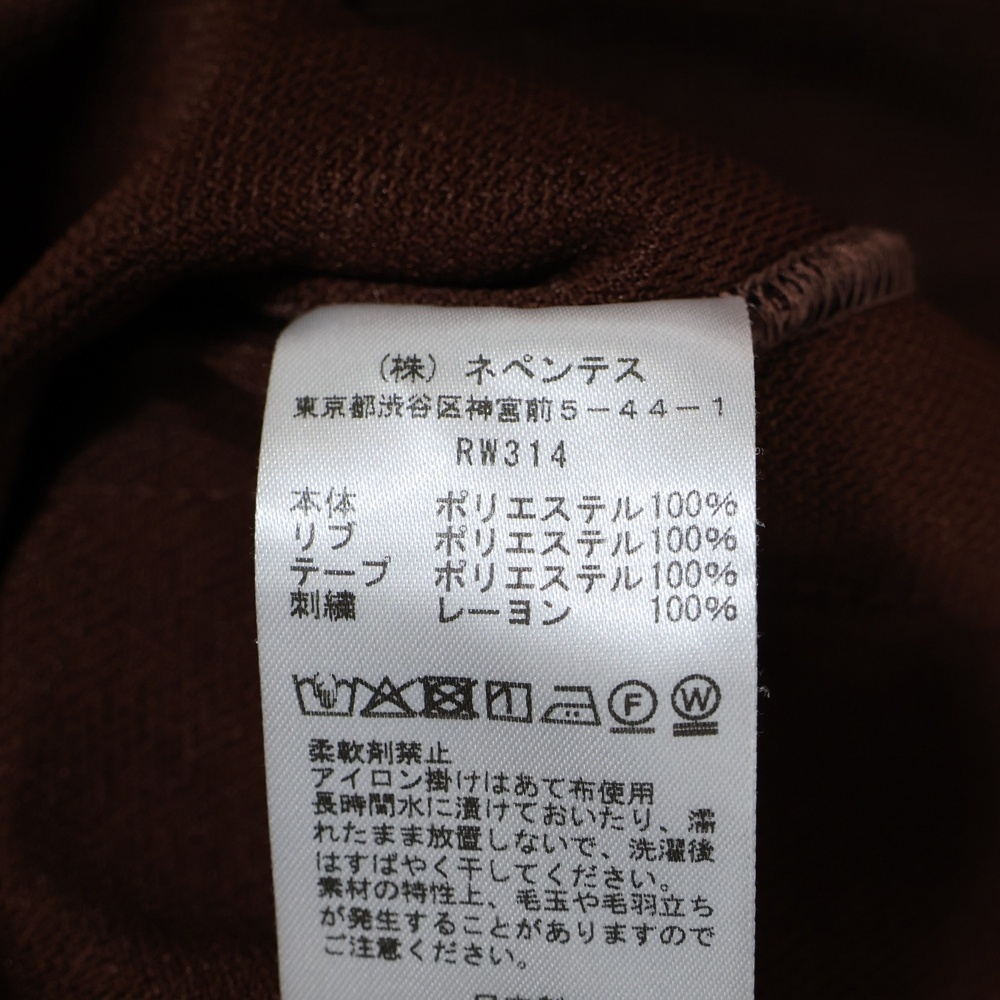 （株）ネペンテス
東京都渋谷区神宮前５－４４－１
RW314
本体 ポリエステル100%
リブ ポリエステル100%
テープ ポリエステル100%
刺繍 レーヨン 100%
F W
柔軟剤禁止
アイロン掛けはあて布使用
長時間水に漬けておいたり、濡
れたまま放置しないで、洗濯後
はすばやく干してください。
素材の特性上、毛玉や毛羽立ち
が発生することがありますので
ご注意ください。